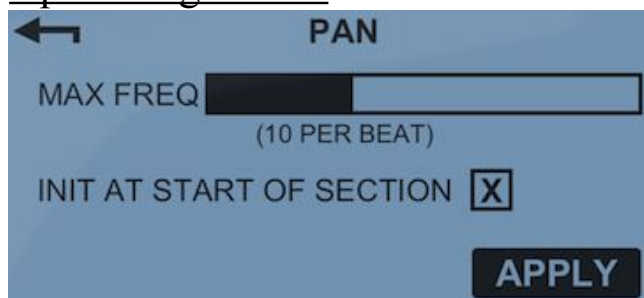 PAN
MAX FREQ
(10 PER BEAT)
INIT AT START OF SECTION X
APPLY